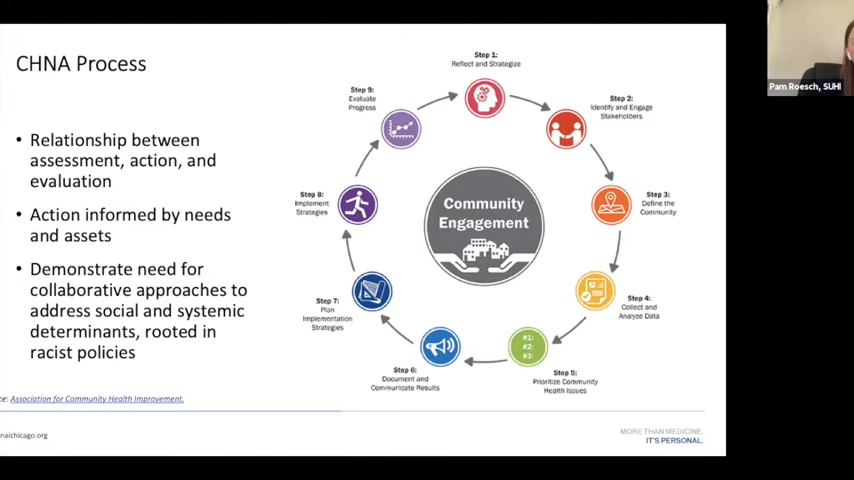 CHNA Process
• Relationship between
assessment, action, and
evaluation
• Action informed by needs
and assets
• Demonstrate need for
collaborative approaches to
address social and systemic
determinants, rooted in
racist policies
Step 1:
Reflect and Strategize
Step 2:
Identify and Engage
Stakeholders
Step 3:
Define the
Community
Step 4:
Collect and
Analyze Data
#1:
#2:
#3:
Step 5:
Prioritize Community
Health Issues
Step 6:
Document and
Communicate Results
Step 7:
Plan
Implementation
Strategies
Step 8:
Implement
Strategies
Step 9:
Evaluate
Progress
Community
Engagement
ce: Association for Community Health Improvement.
naichicago.org
MORE THAN MEDICINE.
IT'S PERSONAL.
Pam Roesch, SUHI